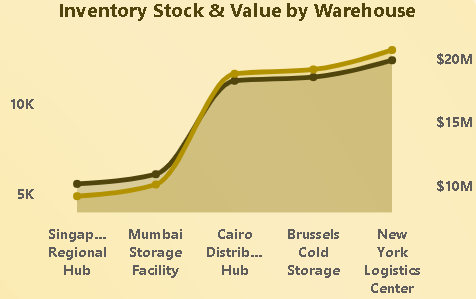 Inventory Stock & Value by Warehouse
10K
5K
$20M
$15M
$10M
Singap...
Regional
Hub
Mumbai
Storage
Facility
Cairo
Distrib...
Hub
Brussels
Cold
Storage
New
York
Logistics
Center